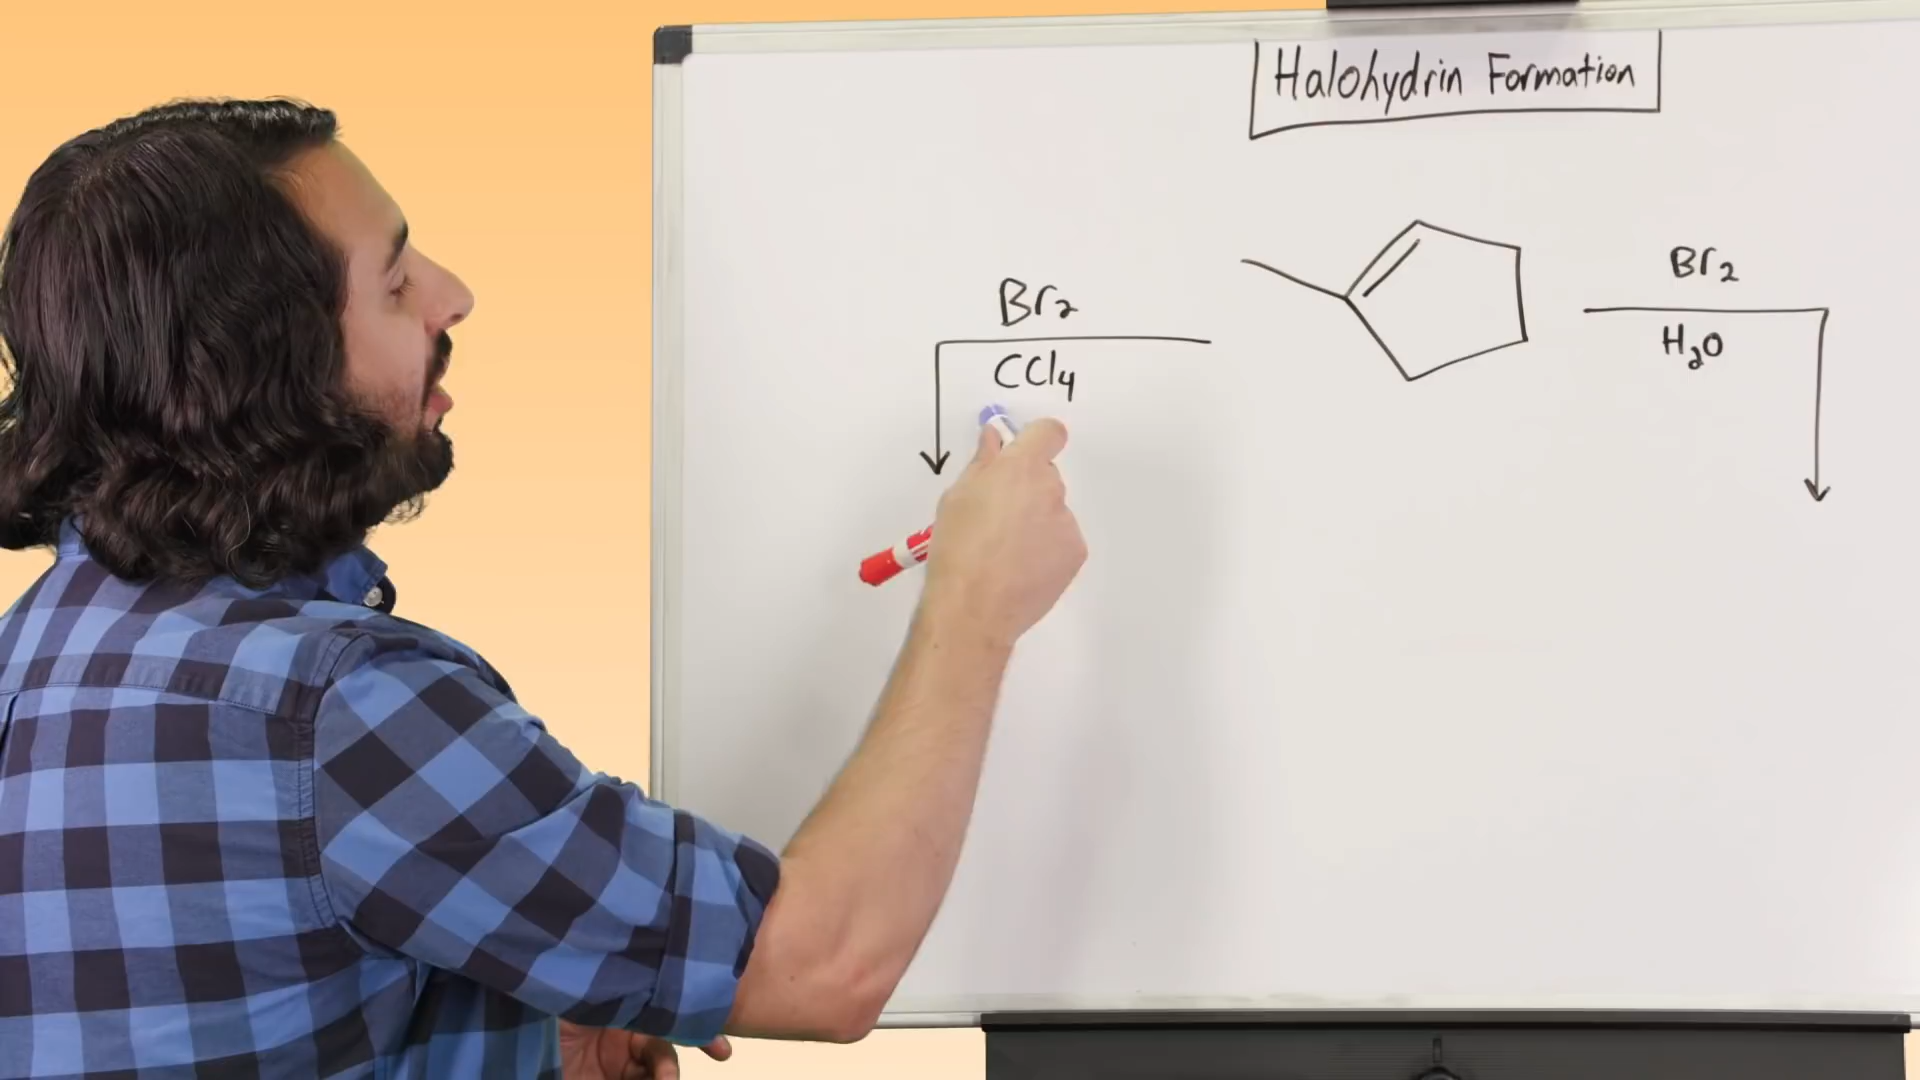 Halohydrin Formation
Br₂
CCl₄
Br₂
H₂O